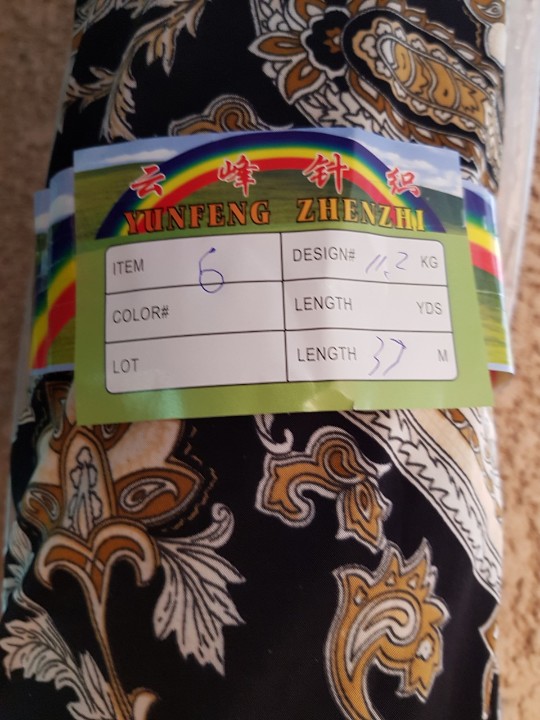 云峰针织
YUNFENG ZHENZHI
ITEM 6
DESIGN# 11,2 KG
COLOR#
LENGTH YDS
LOT
LENGTH 37 M